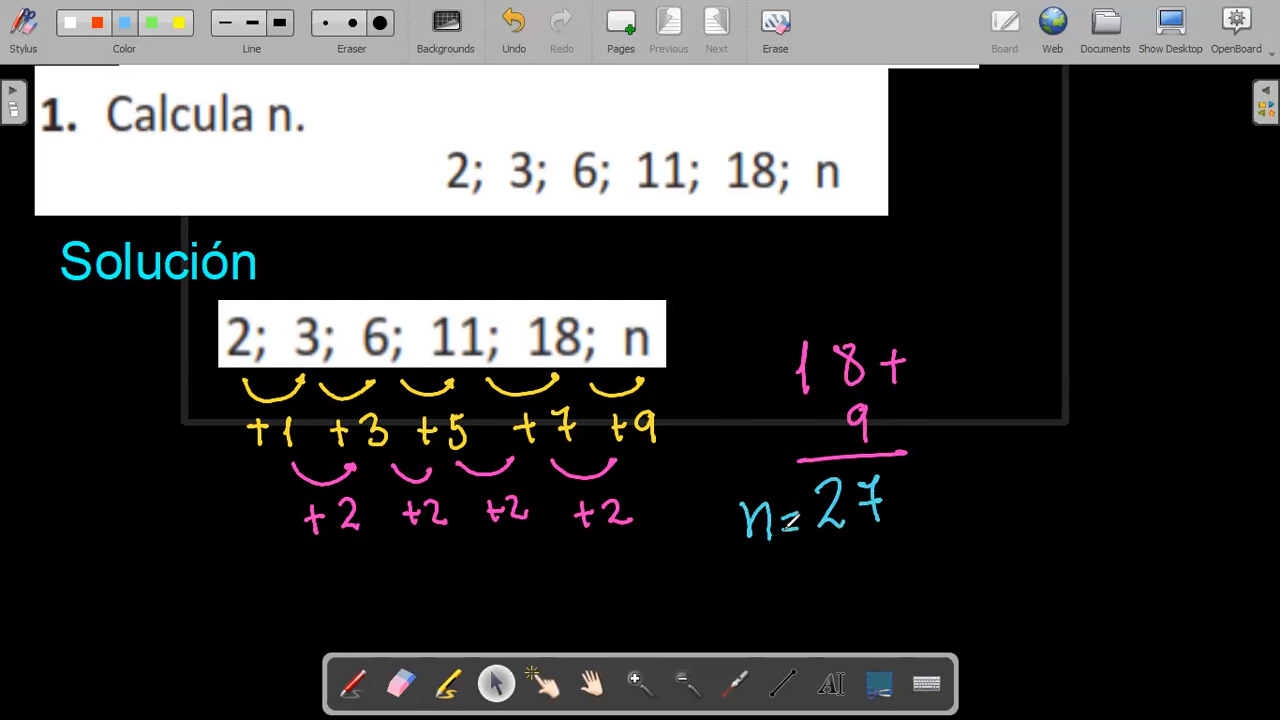 Stylus Color Line Eraser Backgrounds Undo Redo Pages Previous Next Erase Board Web Documents Show Desktop OpenBoard
1. Calcula n.
2; 3; 6; 11; 18; n
Solución
2; 3; 6; 11; 18; n
+1 +3 +5 +7 +9
+2 +2 +2 +2
18+
9
n=27
AI